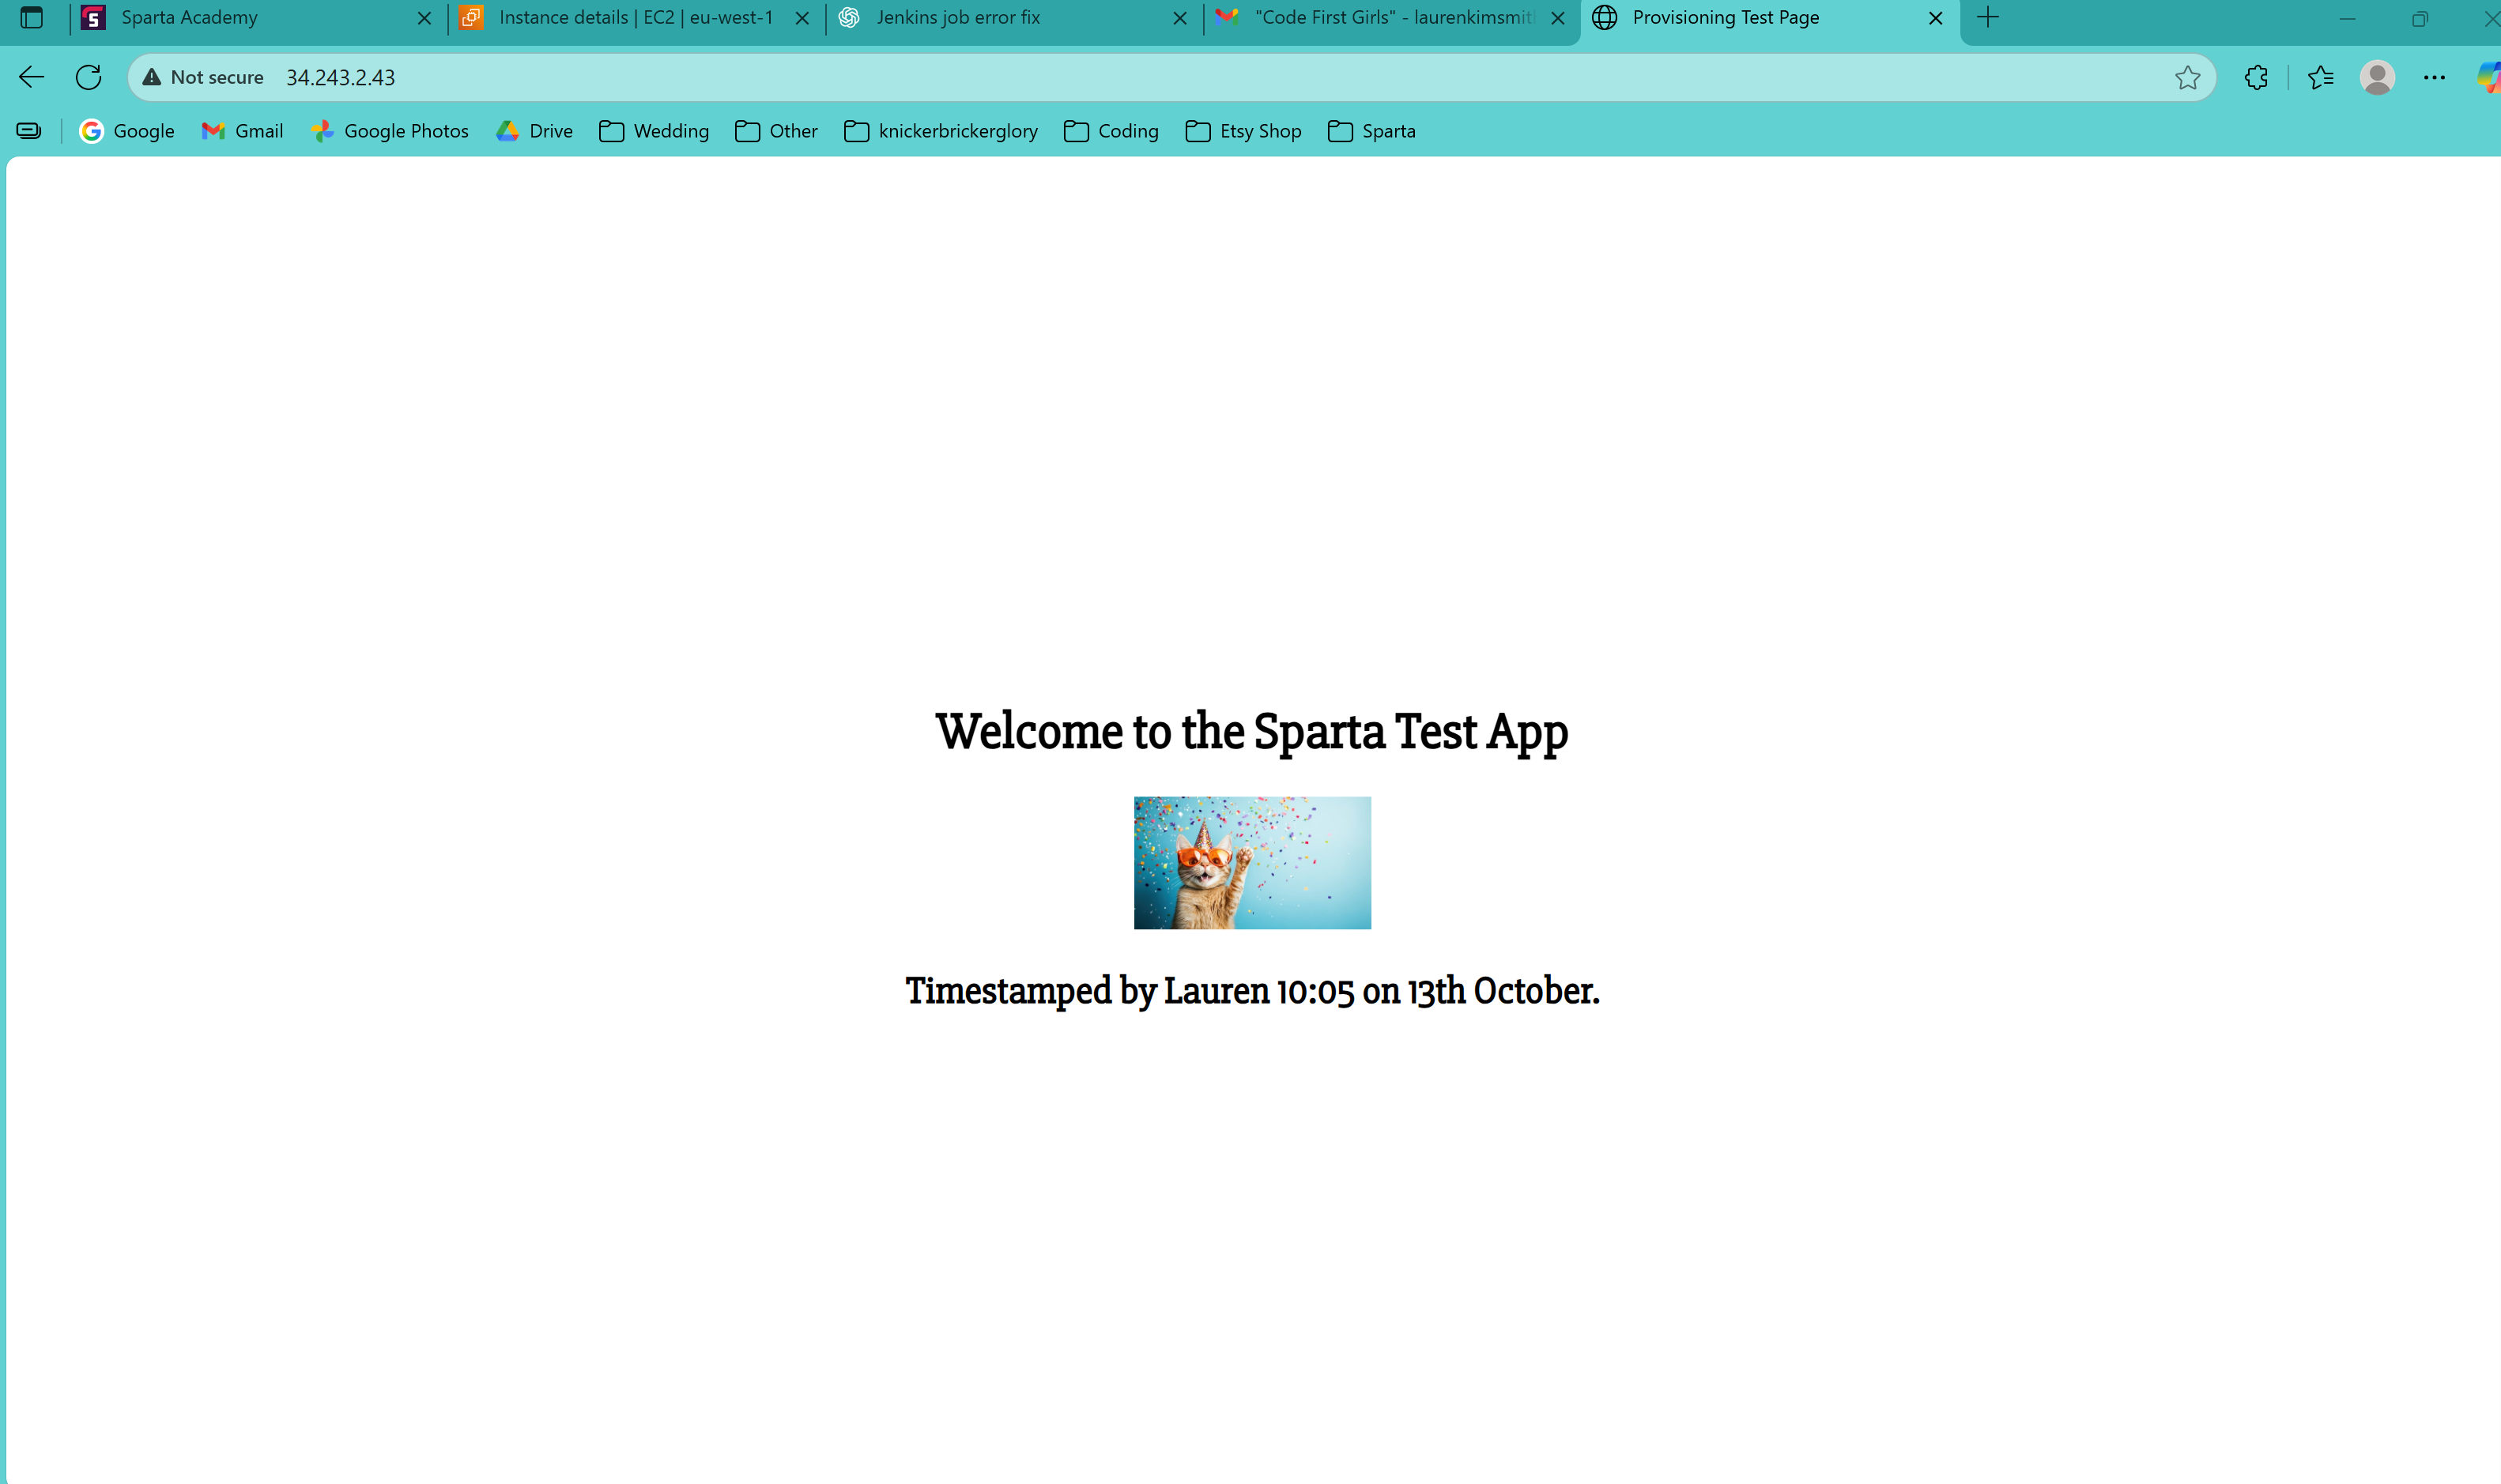 Sparta Academy
Instance details | EC2 | eu-west-1
Jenkins job error fix
"Code First Girls" - laurenkimsmit
Provisioning Test Page
Not secure 34.243.2.43
Google Gmail Google Photos Drive Wedding Other knickerbrickerglory Coding Etsy Shop Sparta
Welcome to the Sparta Test App
Timestamped by Lauren 10:05 on 13th October.